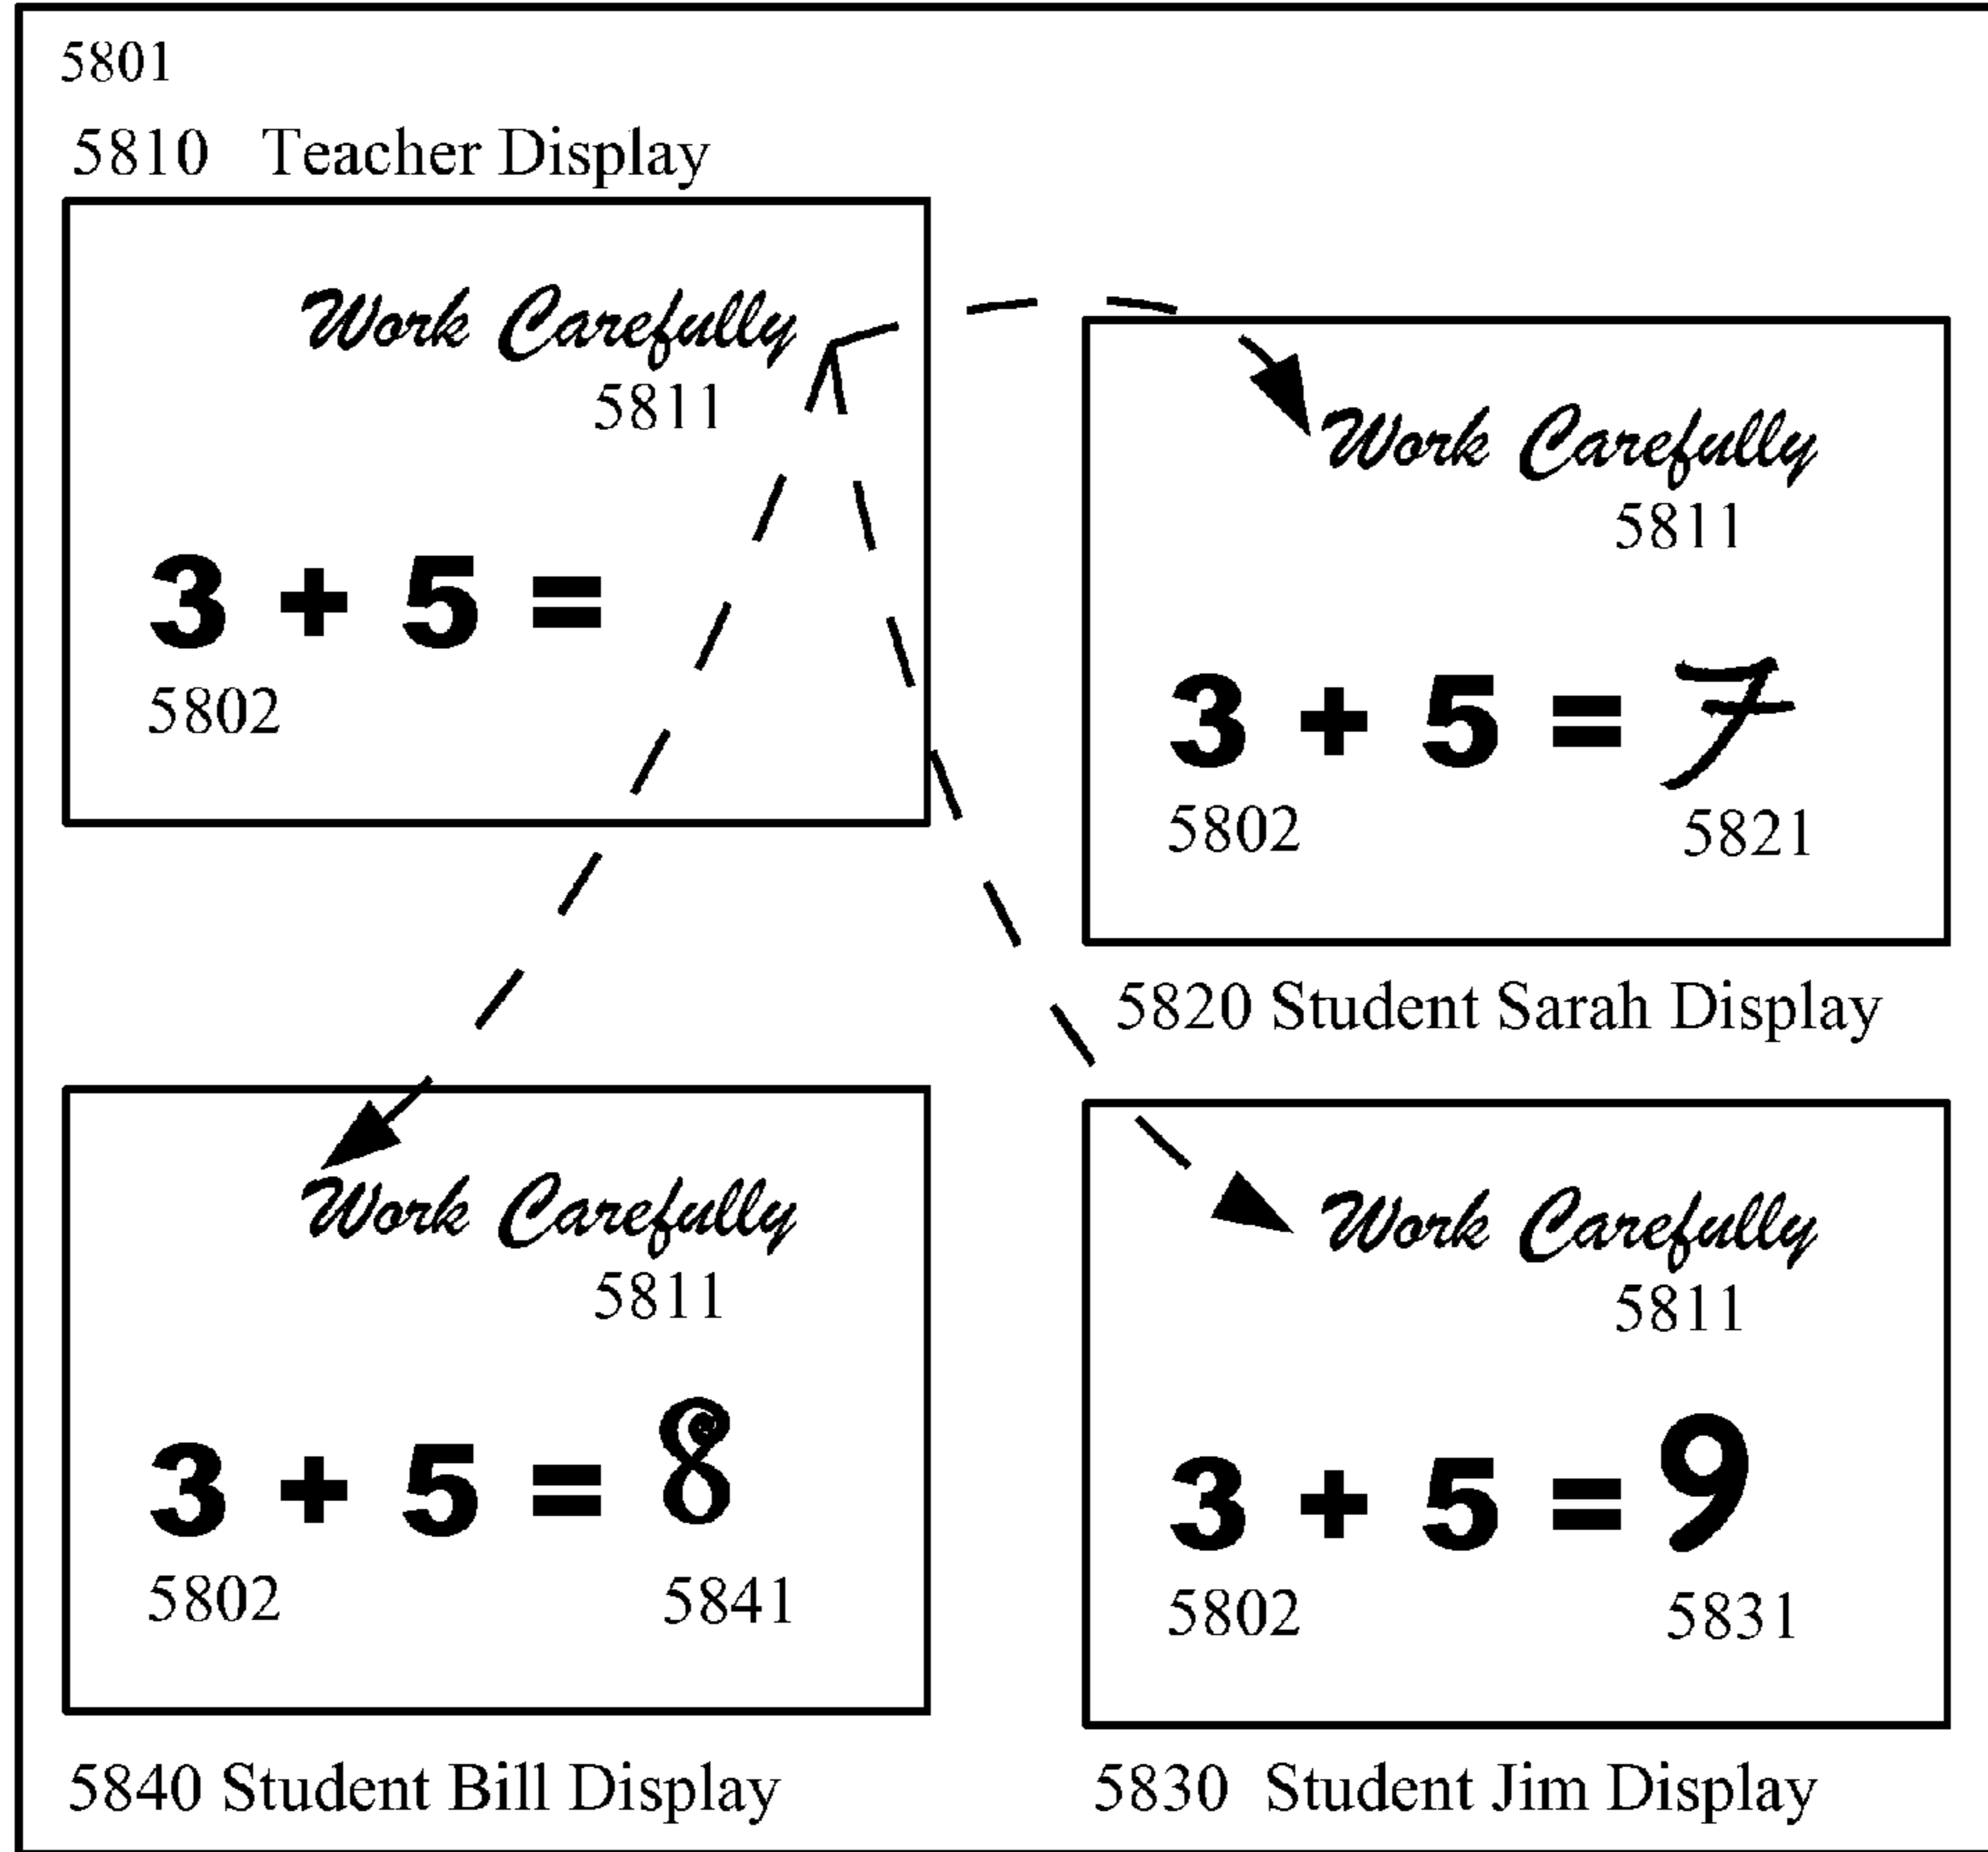 5801
5810 Teacher Display
Work Carefully
5811
3 + 5 =
5802
Work Carefully
5811
3 + 5 = 7
5802 5821
5820 Student Sarah Display
Work Carefully
5811
3 + 5 = 8
5802 5841
5840 Student Bill Display
Work Carefully
5811
3 + 5 = 9
5802 5831
5830 Student Jim Display